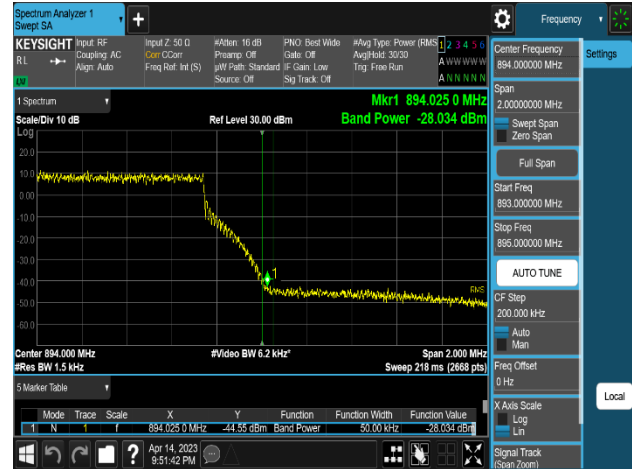 Spectrum Analyzer 1
Swept SA
+
Frequency
KEYSIGHT
RL
Input: RF
Coupling: AC
Align: Auto
Input Z: 50 Ω
Corr CCorr
Freq Ref: Int (S)
#Atten: 16 dB
Preamp: Off
µW Path: Standard
Source: Off
PNO: Best Wide
Gate: Off
IF Gain: Low
Sig Track: Off
#Avg Type: Power (RMS
Avg|Hold: 30/30
Trig: Free Run
1 2 3 4 5 6
A W W W W W
A N N N N N
1 Spectrum
Scale/Div 10 dB
Ref Level 30.00 dBm
Mkr1 894.025 0 MHz
Band Power -28.034 dBm
Log
20.0
10.0
0.00
-10.0
-20.0
-30.0
-40.0
-50.0
-60.0
1
RMS
Center 894.000 MHz
#Video BW 6.2 kHz*
Span 2.000 MHz
#Res BW 1.5 kHz
Sweep 218 ms (2668 pts)
5 Marker Table
Mode Trace Scale X Y Function Function Width Function Value
1 N 1 f 894.025 0 MHz -44.55 dBm Band Power 50.00 kHz -28.034 dBm
Apr 14, 2023
9:51:42 PM
?
Center Frequency
894.000000 MHz
Span
2.00000000 MHz
Swept Span
Zero Span
Full Span
Start Freq
893.000000 MHz
Stop Freq
895.000000 MHz
AUTO TUNE
CF Step
200.000 kHz
Auto
Man
Freq Offset
0 Hz
X Axis Scale
Log
Lin
Signal Track
(Span Zoom)
Settings
Local